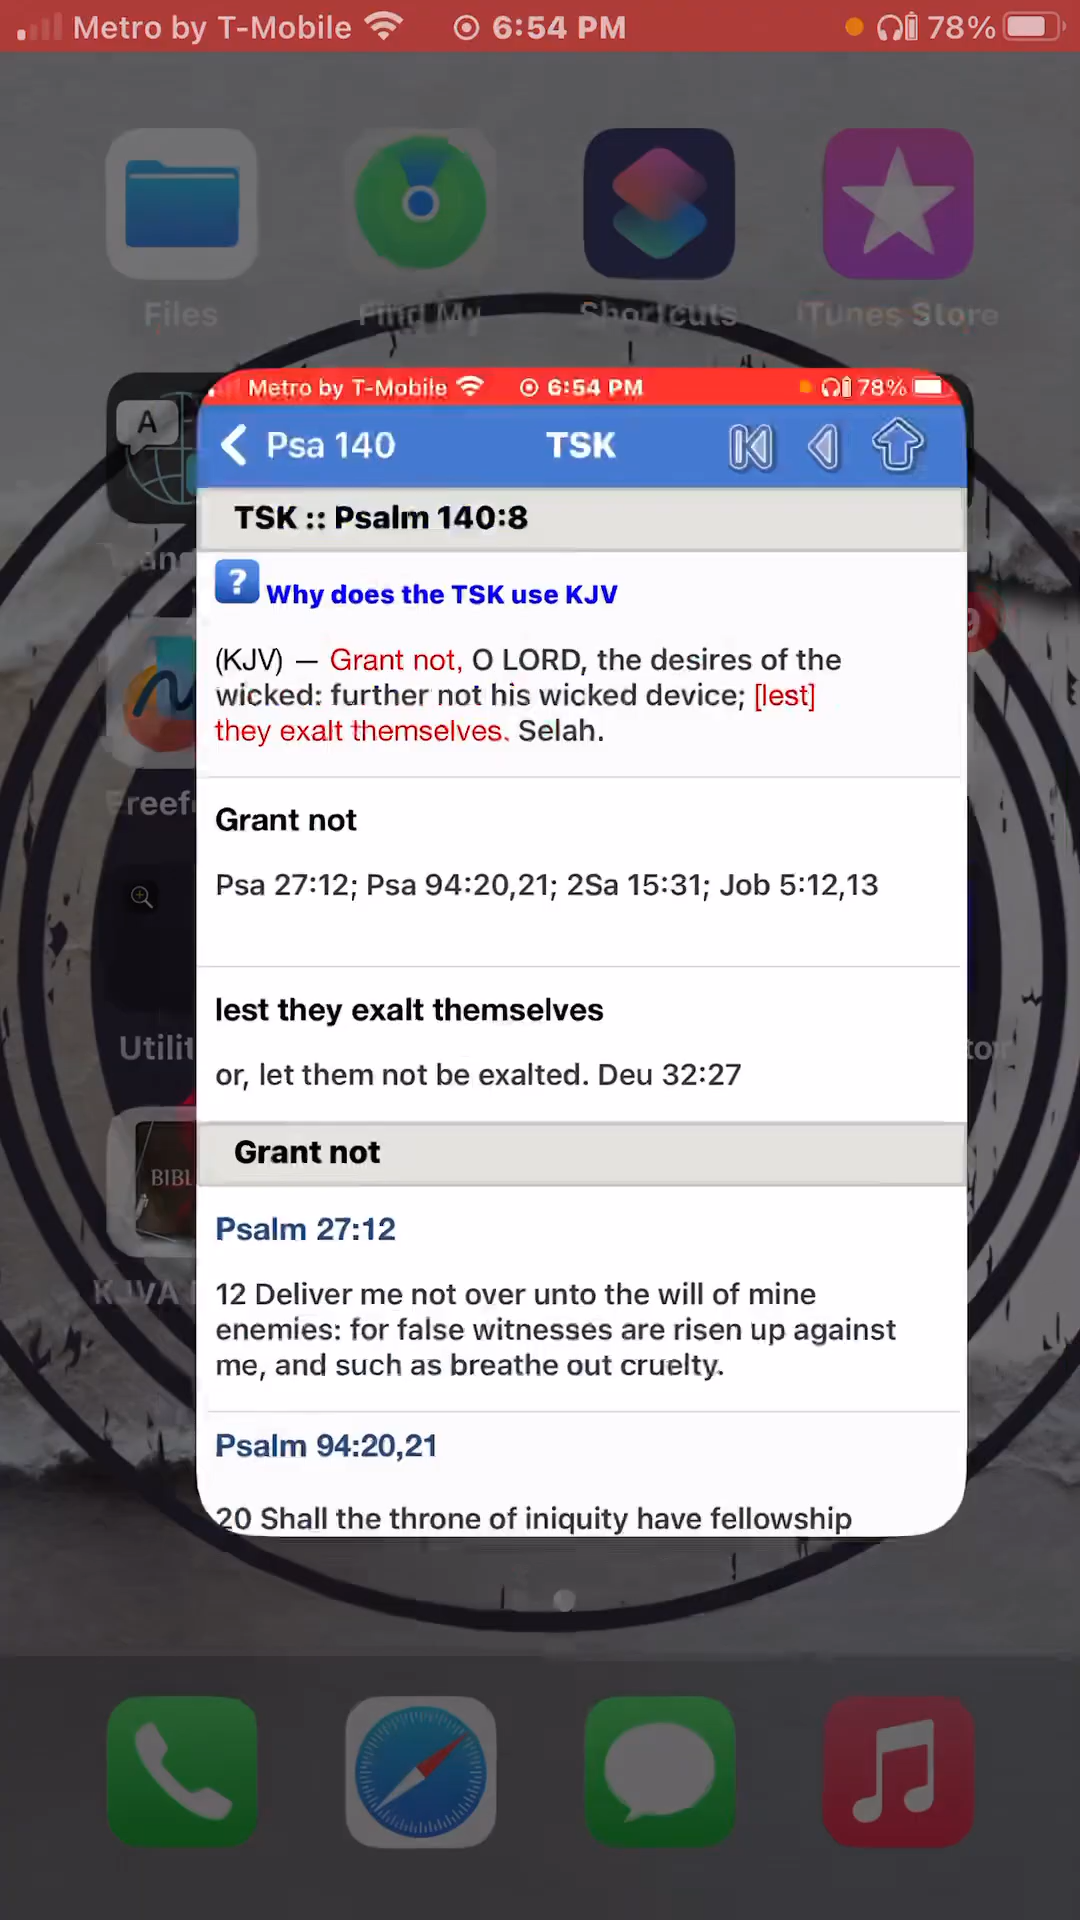 Metro by T-Mobile 6:54 PM 78%
Files Find My Shortcuts iTunes Store
Metro by T-Mobile 6:54 PM 78%
A
Psa 140 TSK
TSK :: Psalm 140:8
? Why does the TSK use KJV
(KJV) — Grant not, O LORD, the desires of the
wicked: further not his wicked device; [lest]
they exalt themselves. Selah.
Grant not
Psa 27:12; Psa 94:20,21; 2Sa 15:31; Job 5:12,13
lest they exalt themselves
or, let them not be exalted. Deu 32:27
Grant not
BIBL
Psalm 27:12
KJVA
12 Deliver me not over unto the will of mine
enemies: for false witnesses are risen up against
me, and such as breathe out cruelty.
Psalm 94:20,21
20 Shall the throne of iniquity have fellowship